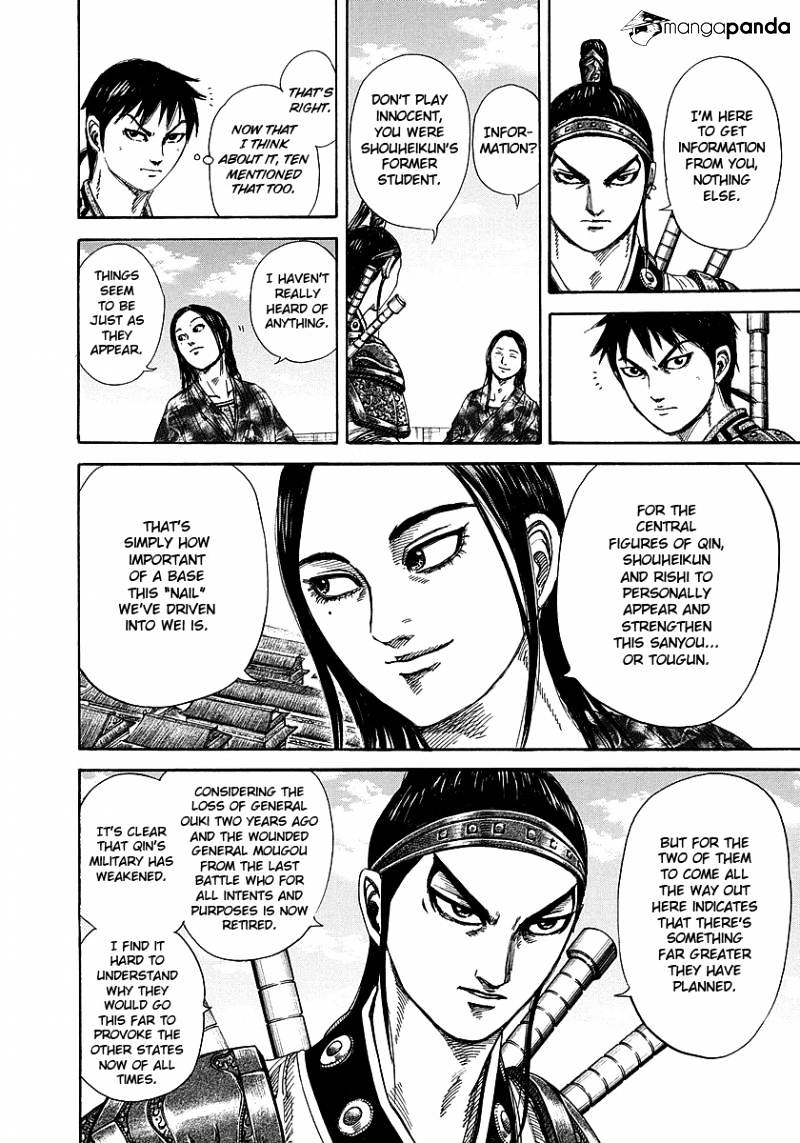 mangapanda
I'M HERE
TO GET
INFORMATION
FROM YOU,
NOTHING
ELSE.
INFOR-
MATION?
DON'T PLAY
INNOCENT,
YOU WERE
SHOUHEIKUN'S
FORMER
STUDENT.
THAT'S
RIGHT.
NOW THAT
I THINK
ABOUT IT, TEN
MENTIONED
THAT TOO.
I HAVEN'T
REALLY
HEARD OF
ANYTHING.
THINGS
SEEM
TO BE
JUST AS
THEY
APPEAR.
FOR THE
CENTRAL
FIGURES OF QIN,
SHOUHEIKUN
AND RISHI TO
PERSONALLY
APPEAR AND
STRENGTHEN
THIS SANYOU...
OR TOUGUN.
THAT'S
SIMPLY HOW
IMPORTANT
OF A BASE
THIS "NAIL"
WE'VE DRIVEN
INTO WEI IS.
BUT FOR THE
TWO OF THEM
TO COME ALL
THE WAY OUT
HERE INDICATES
THAT THERE'S
SOMETHING
FAR GREATER
THEY HAVE
PLANNED.
CONSIDERING THE
LOSS OF GENERAL
OUKI TWO YEARS AGO
AND THE WOUNDED
GENERAL MOUGOU
FROM THE LAST
BATTLE WHO FOR
ALL INTENTS AND
PURPOSES IS NOW
RETIRED.
IT'S CLEAR
THAT QIN'S
MILITARY HAS
WEAKENED.
I FIND IT
HARD TO
UNDERSTAND
WHY THEY
WOULD GO
THIS FAR TO
PROVOKE THE
OTHER STATES
NOW OF ALL
TIMES.